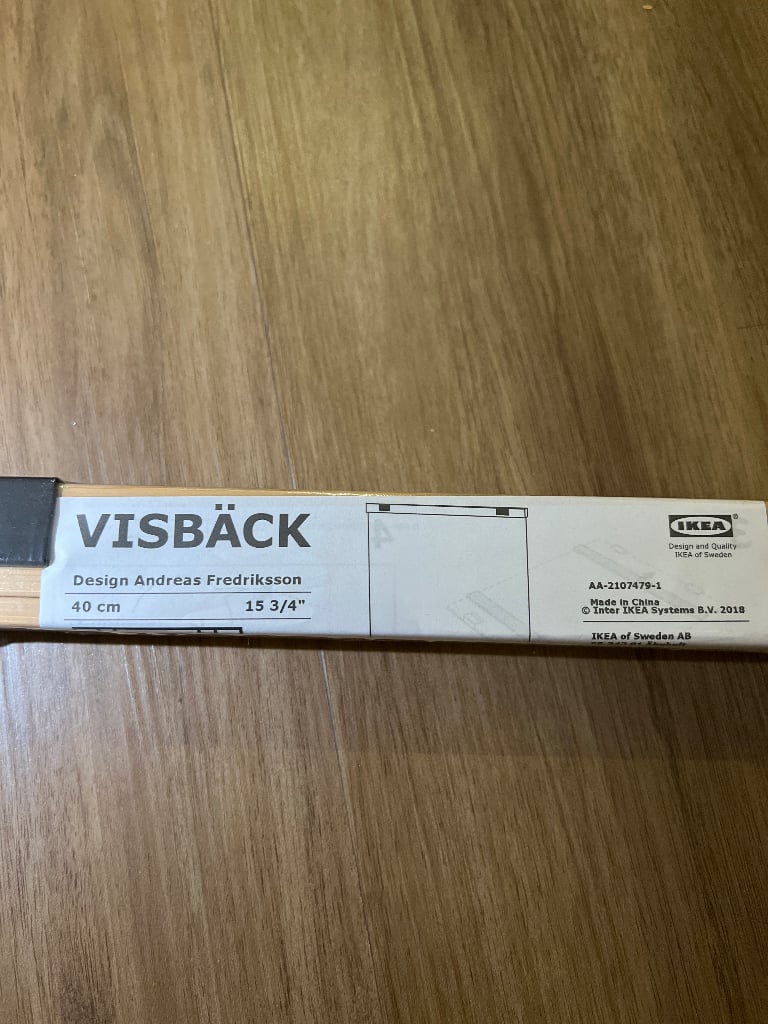 VISBÄCK
Design Andreas Fredriksson
40 cm 15 3/4"
IKEA®
Design and Quality
IKEA of Sweden
AA-2107479-1
Made in China
© Inter IKEA Systems B.V. 2018
IKEA of Sweden AB